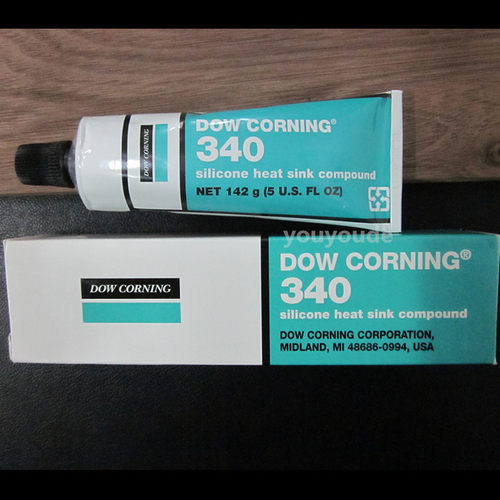 DOW CORNING
DOW CORNING®
340
silicone heat sink compound
NET 142 g (5 U.S. FL OZ)
youyoude
DOW CORNING
DOW CORNING®
340
silicone heat sink compound
DOW CORNING CORPORATION,
MIDLAND, MI 48686-0994, USA